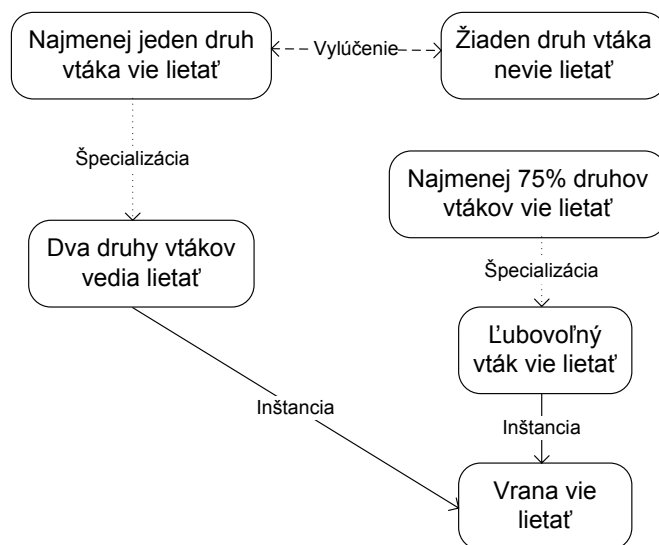 Najmenej jeden druh
vtáka vie lietať
Vylúčenie
Žiaden druh vtáka
nevie lietať
Špecializácia
Najmenej 75% druhov
vtákov vie lietať
Dva druhy vtákov
vedia lietať
Špecializácia
Ľubovoľný
vták vie lietať
Inštancia
Inštancia
Vrana vie
lietať